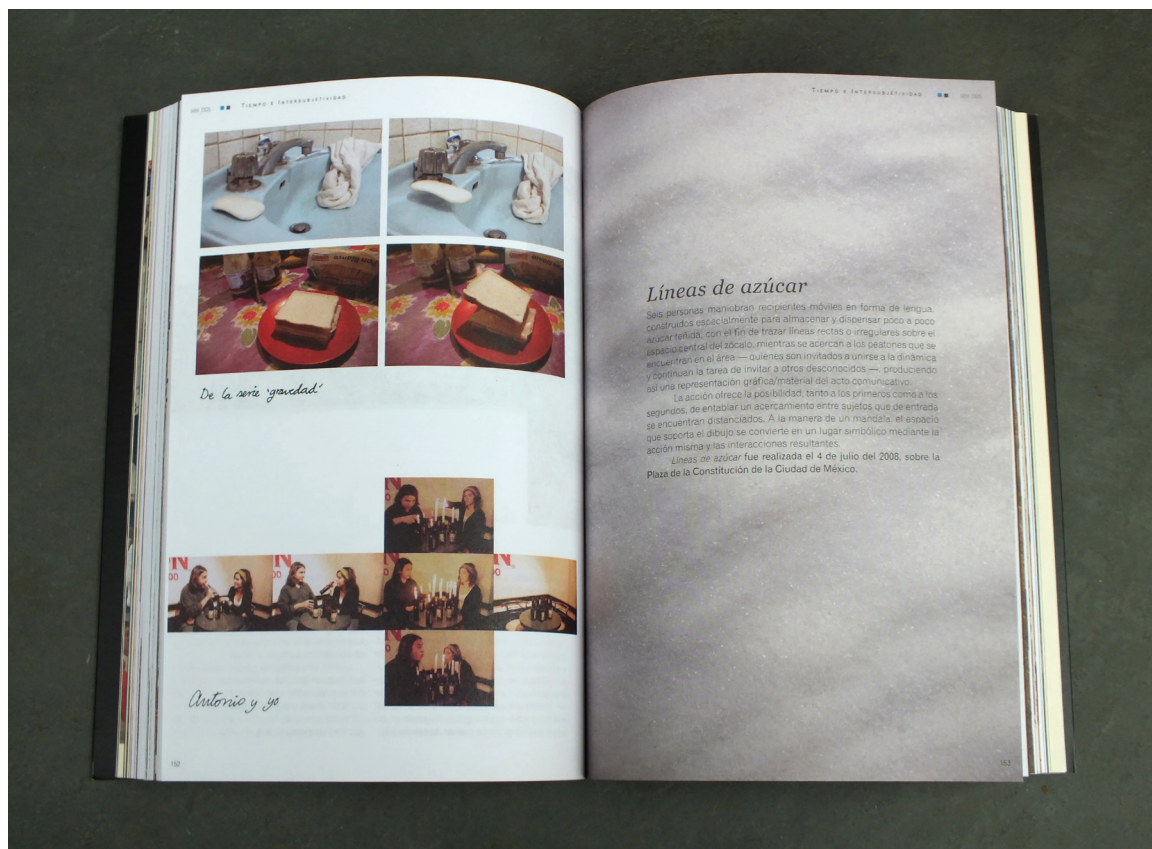 Tiempo e Intersubjetividad
De la serie 'gravedad'
N
00
N
00
N
00
Antonio y yo
152
Tiempo e Intersubjetividad
Líneas de azúcar
Seis personas maniobran recipientes móviles en forma de lengua,
construidos especialmente para almacenar y dispensar poco a poco
azúcar teñida, con el fin de trazar líneas rectas o irregulares sobre el
espacio central del zócalo, mientras se acercan a los peatones que se
encuentran en el área —quienes son invitados a unirse a la dinámica
y continúan la tarea de invitar a otros desconocidos —, produciendo
así una representación gráfica/material del acto comunicativo.
La acción ofrece la posibilidad, tanto a los primeros como a los
segundos, de entablar un acercamiento entre sujetos que de entrada
se encuentran distanciados. A la manera de un mandala, el espacio
que soporta el dibujo se convierte en un lugar simbólico mediante la
acción misma y las interacciones resultantes.
Líneas de azúcar fue realizada el 4 de julio del 2008, sobre la
Plaza de la Constitución de la Ciudad de México.
153